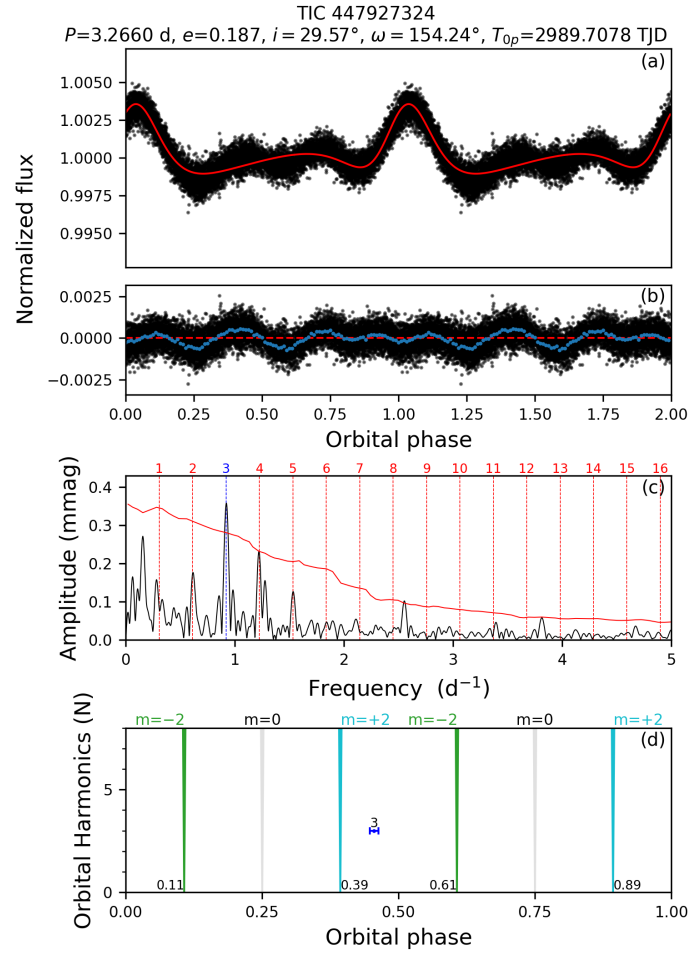 TIC 447927324
P=3.2660 d, e=0.187, i=29.57°, ω=154.24°, T₀ₚ=2989.7078 TJD
(a)
1.0050
1.0025
1.0000
0.9975
0.9950
Normalized flux
(b)
0.0025
0.0000
−0.0025
0.00 0.25 0.50 0.75 1.00 1.25 1.50 1.75 2.00
Orbital phase
1 2 3 4 5 6 7 8 9 10 11 12 13 14 15 16
(c)
0.4
0.3
0.2
0.1
0.0
Amplitude (mmag)
0 1 2 3 4 5
Frequency (d⁻¹)
m=−2 m=0 m=+2 m=−2 m=0 m=+2
(d)
5
0
Orbital Harmonics (N)
3
0.11 0.39 0.61 0.89
0.00 0.25 0.50 0.75 1.00
Orbital phase